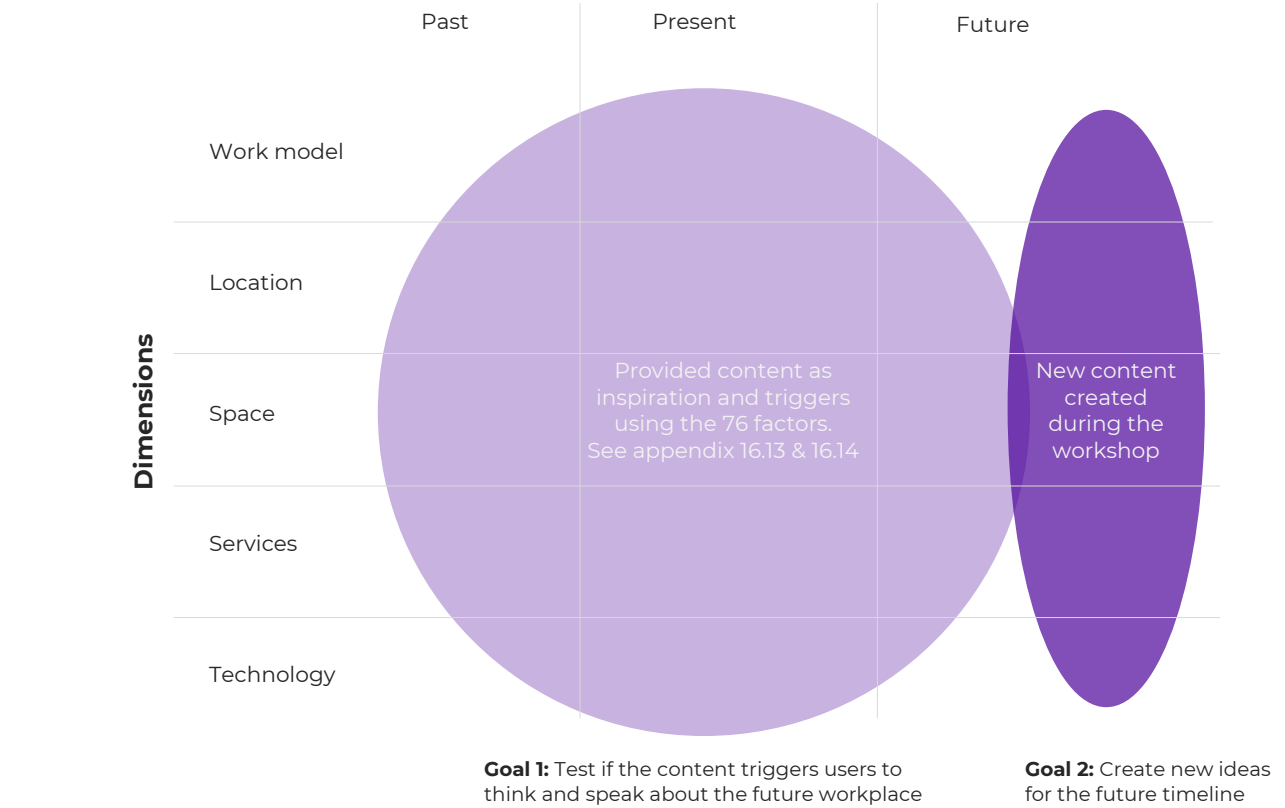 Past
Present
Future
Work model
Location
Dimensions
Space
Services
Technology
Provided content as
inspiration and triggers
using the 76 factors.
See appendix 16.13 & 16.14
New content
created
during the
workshop
Goal 1: Test if the content triggers users to
think and speak about the future workplace
Goal 2: Create new ideas
for the future timeline